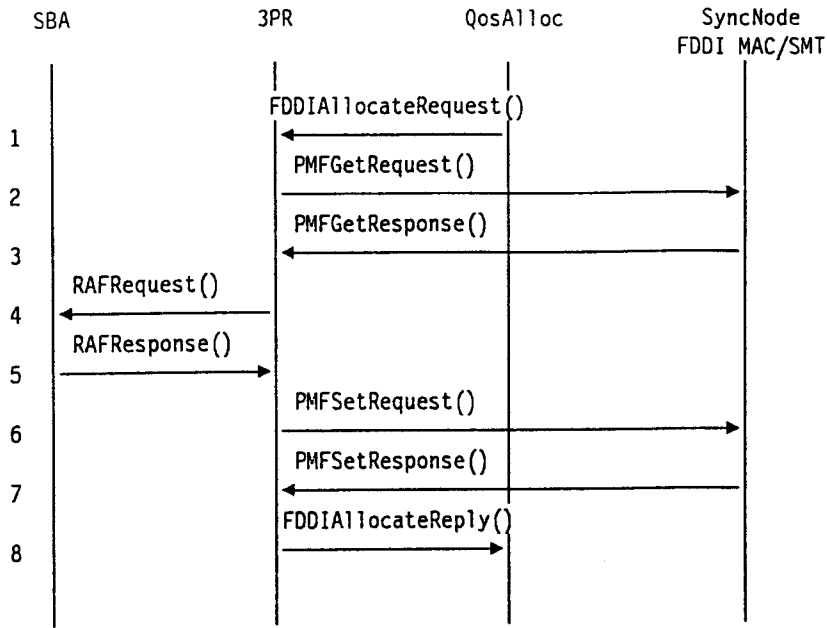 SBA 3PR QosAlloc SyncNode
FDDI MAC/SMT
FDDIAllocateRequest()
1
PMFGetRequest()
2
PMFGetResponse()
3
RAFRequest()
4
RAFResponse()
5
PMFSetRequest()
6
PMFSetResponse()
7
FDDIAllocateReply()
8